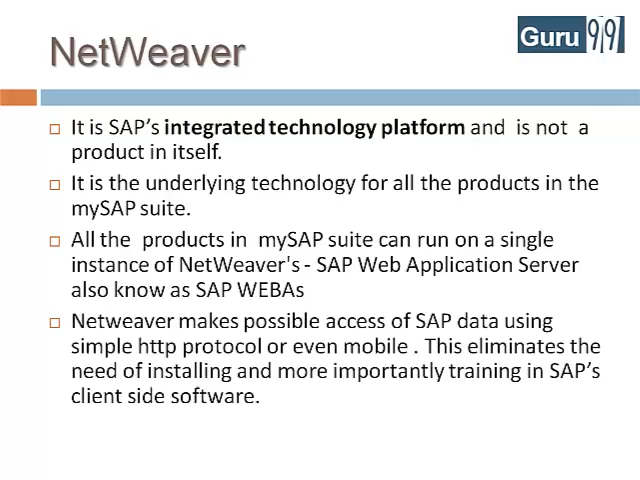 NetWeaver
Guru99
It is SAP's integrated technology platform and is not a
product in itself.
It is the underlying technology for all the products in the
mySAP suite.
All the products in mySAP suite can run on a single
instance of NetWeaver's - SAP Web Application Server
also know as SAP WEBAs
Netweaver makes possible access of SAP data using
simple http protocol or even mobile . This eliminates the
need of installing and more importantly training in SAP's
client side software.